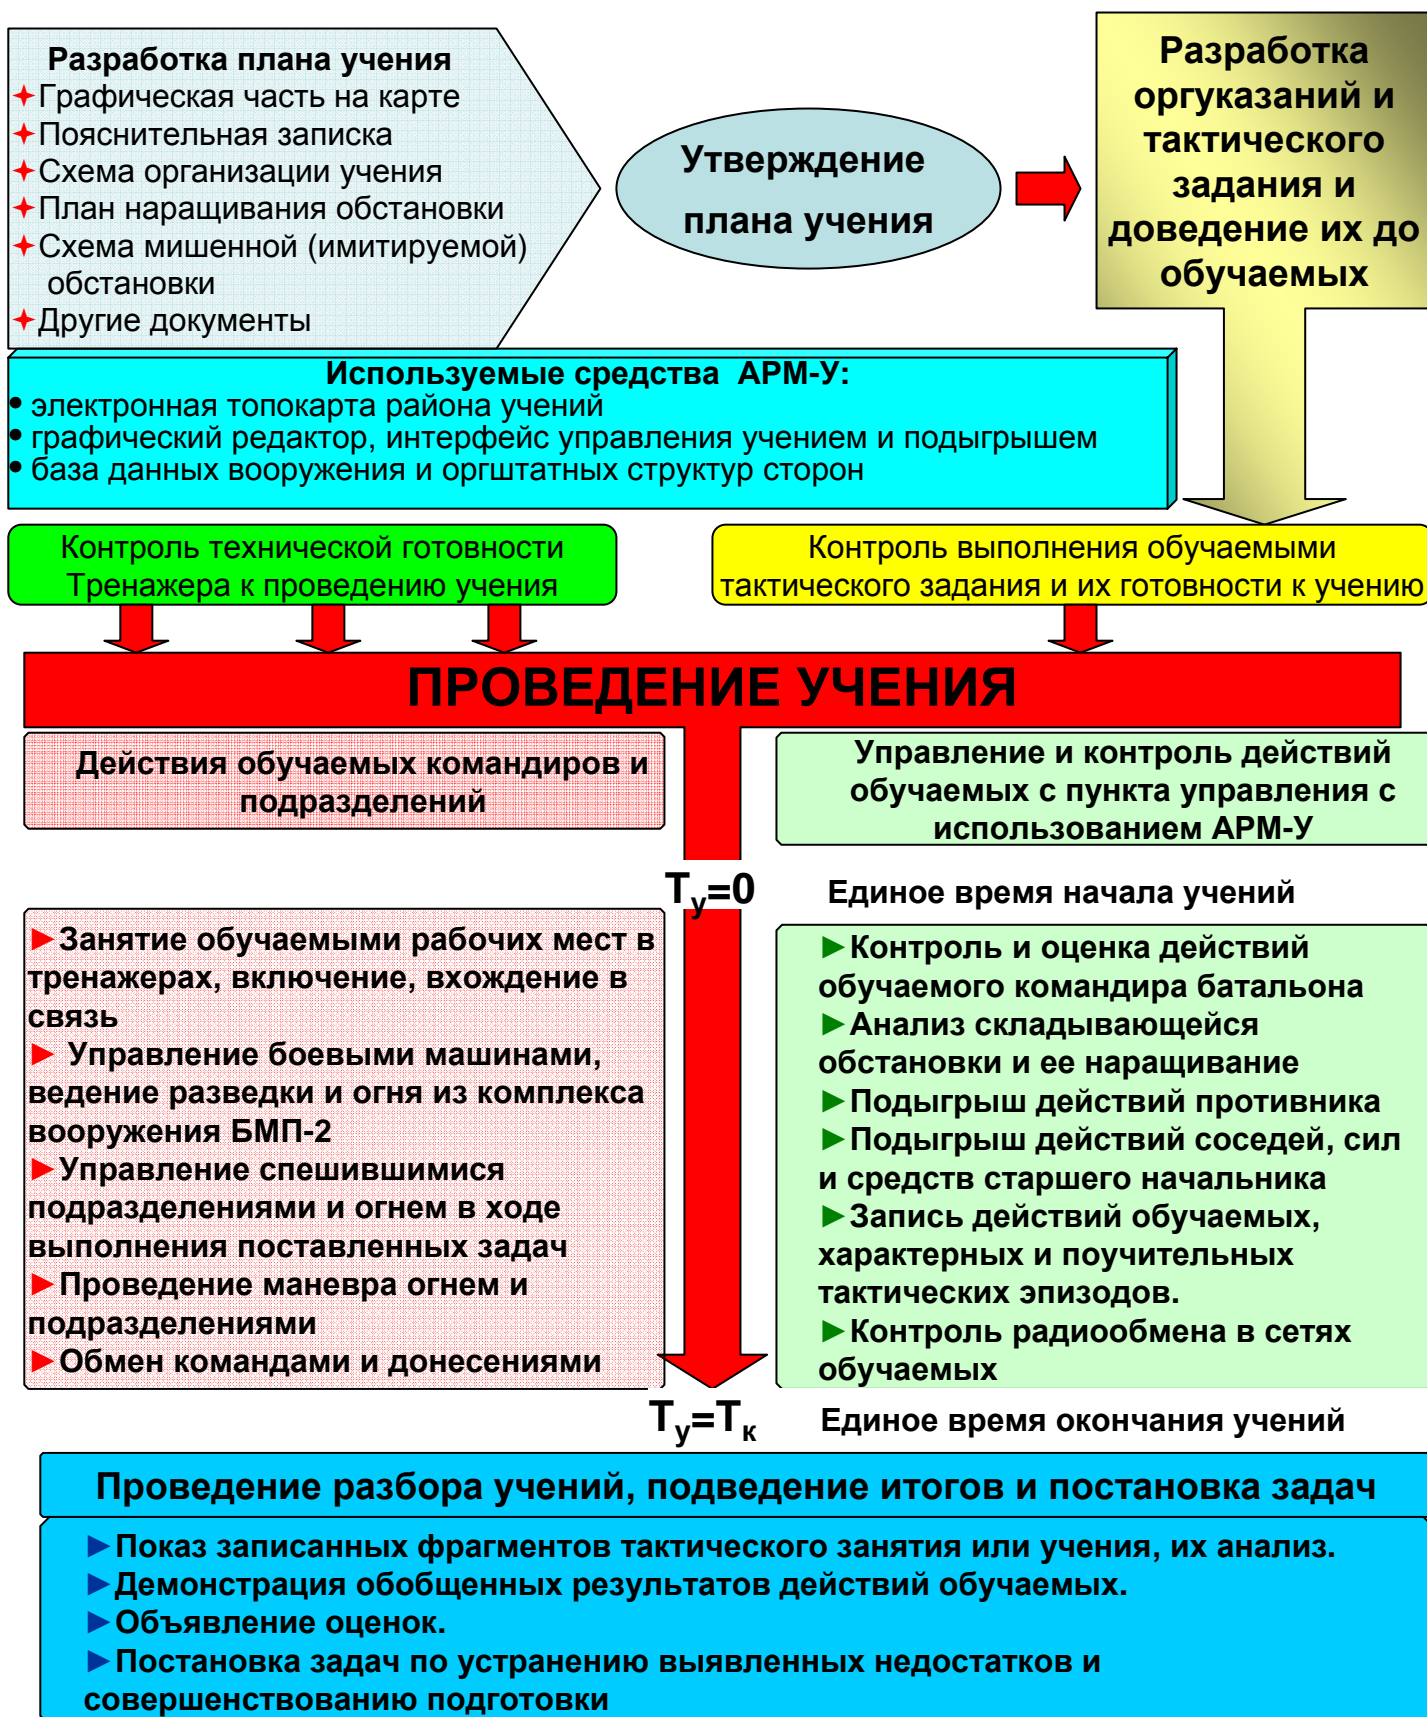 Разработка плана учения
Графическая часть на карте
Пояснительная записка
Схема организации учения
План наращивания обстановки
Схема мишенной (имитируемой)
обстановки
Другие документы
Утверждение
плана учения
Разработка
оргуказаний и
тактического
задания и
доведение их до
обучаемых
Используемые средства АРМ-У:
• электронная топокарта района учений
• графический редактор, интерфейс управления учением и подыгрышем
• база данных вооружения и оргштатных структур сторон
Контроль технической готовности
Тренажера к проведению учения
Контроль выполнения обучаемыми
тактического задания и их готовности к учению
ПРОВЕДЕНИЕ УЧЕНИЯ
Действия обучаемых командиров и
подразделений
Управление и контроль действий
обучаемых с пункта управления с
использованием АРМ-У
Tу=0
Единое время начала учений
►Занятие обучаемыми рабочих мест в
тренажерах, включение, вхождение в
связь
► Управление боевыми машинами,
ведение разведки и огня из комплекса
вооружения БМП-2
►Управление спешившимися
подразделениями и огнем в ходе
выполнения поставленных задач
►Проведение маневра огнем и
подразделениями
►Обмен командами и донесениями
►Контроль и оценка действий
обучаемого командира батальона
►Анализ складывающейся
обстановки и ее наращивание
►Подыгрыш действий противника
►Подыгрыш действий соседей, сил
и средств старшего начальника
►Запись действий обучаемых,
характерных и поучительных
тактических эпизодов.
►Контроль радиообмена в сетях
обучаемых
Tу=Tк
Единое время окончания учений
Проведение разбора учений, подведение итогов и постановка задач
►Показ записанных фрагментов тактического занятия или учения, их анализ.
►Демонстрация обобщенных результатов действий обучаемых.
►Объявление оценок.
►Постановка задач по устранению выявленных недостатков и
совершенствованию подготовки